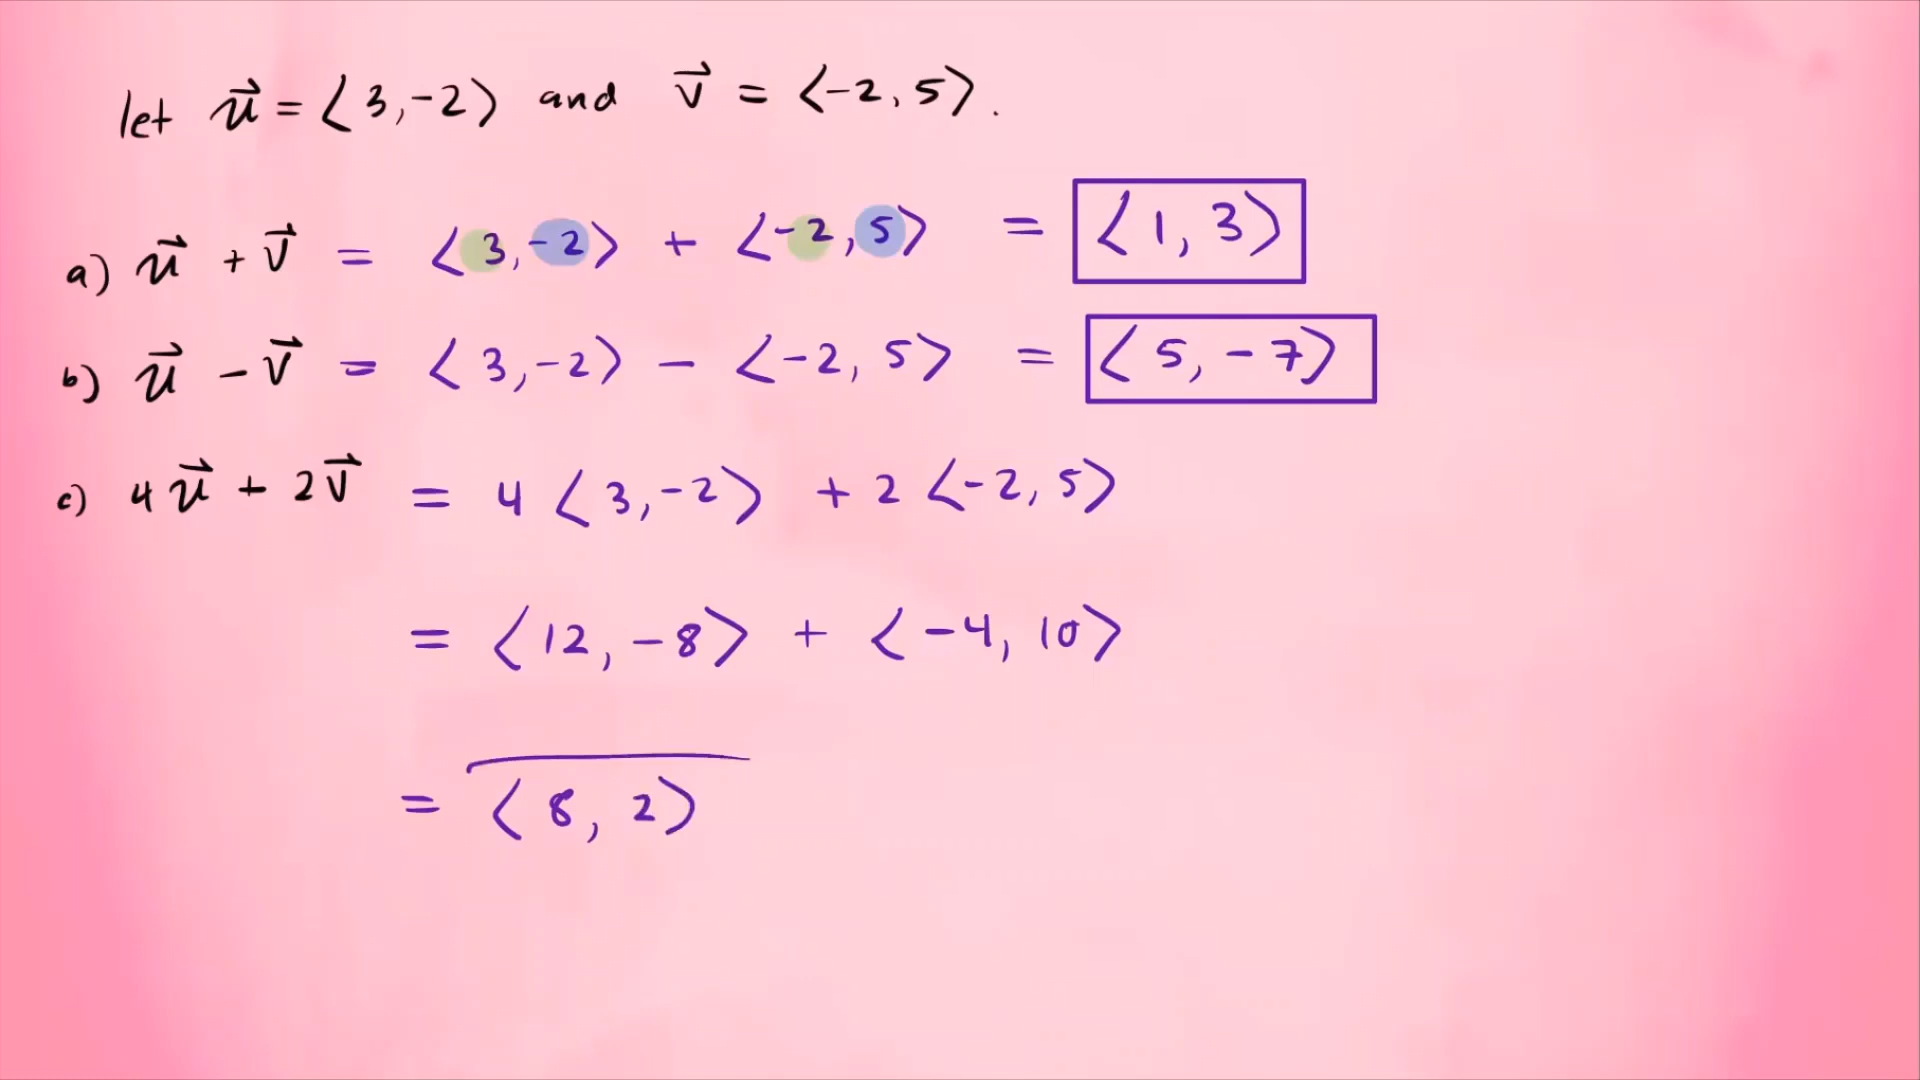 let u⃗ = ⟨3,-2⟩ and v⃗ = ⟨-2,5⟩.
a) u⃗ + v⃗ = ⟨3,-2⟩ + ⟨-2,5⟩ = ⟨1,3⟩
b) u⃗ - v⃗ = ⟨3,-2⟩ - ⟨-2,5⟩ = ⟨5,-7⟩
c) 4u⃗ + 2v⃗ = 4⟨3,-2⟩ + 2⟨-2,5⟩
= ⟨12,-8⟩ + ⟨-4,10⟩
= ⟨8,2⟩